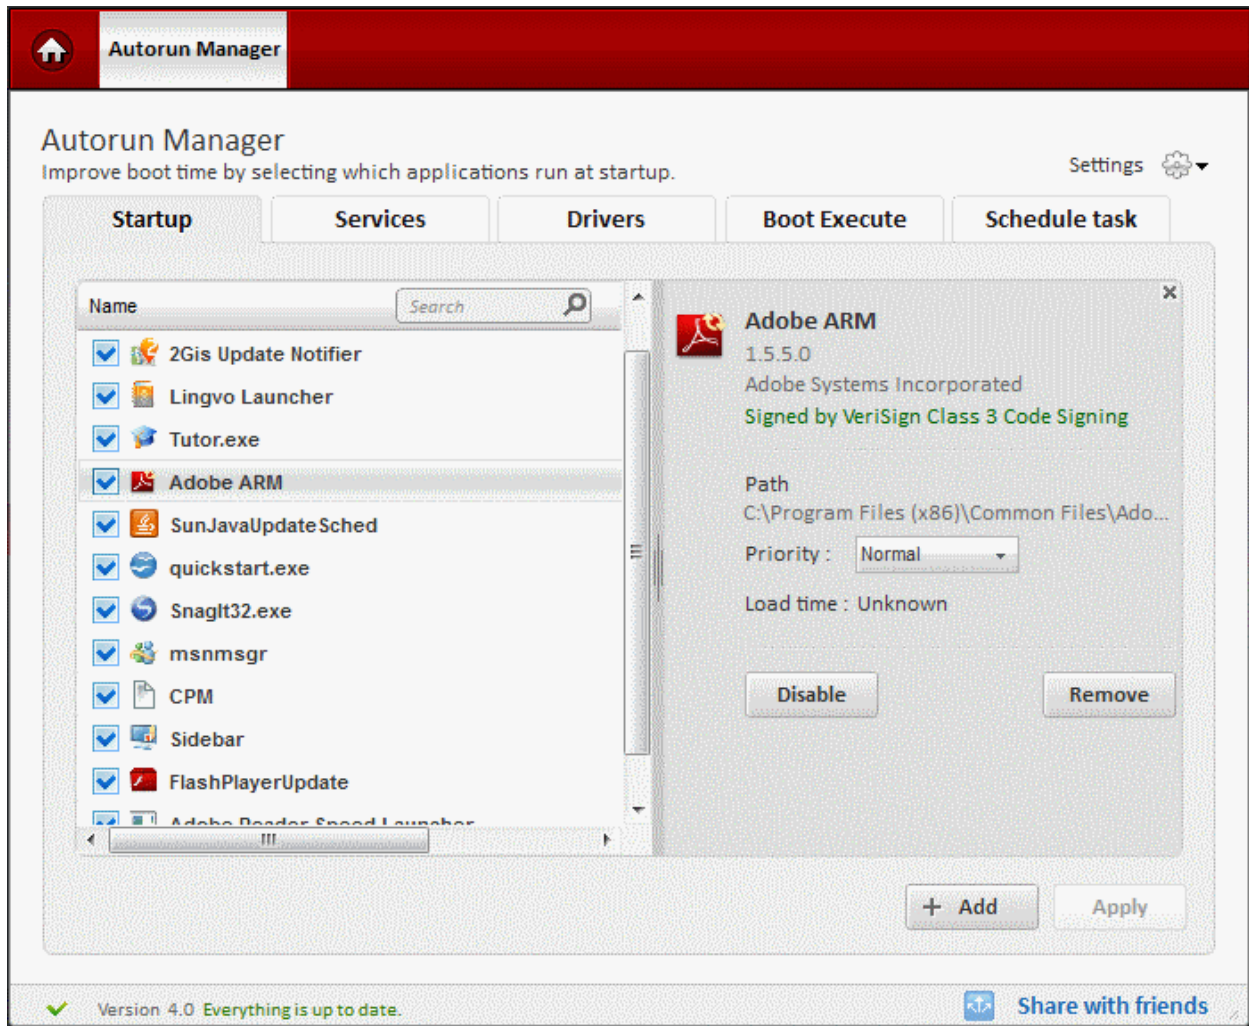 Autorun Manager
Autorun Manager
Improve boot time by selecting which applications run at startup.
Settings
Startup
Services
Drivers
Boot Execute
Schedule task
Name
Search
2Gis Update Notifier
Lingvo Launcher
Tutor.exe
Adobe ARM
SunJavaUpdateSched
quickstart.exe
SnagIt32.exe
msnmsgr
CPM
Sidebar
FlashPlayerUpdate
Adobe Reader Speed Launcher
Adobe ARM
1.5.5.0
Adobe Systems Incorporated
Signed by VeriSign Class 3 Code Signing
Path
C:\Program Files (x86)\Common Files\Ado...
Priority : Normal
Load time : Unknown
Disable
Remove
+ Add
Apply
Version 4.0 Everything is up to date.
Share with friends